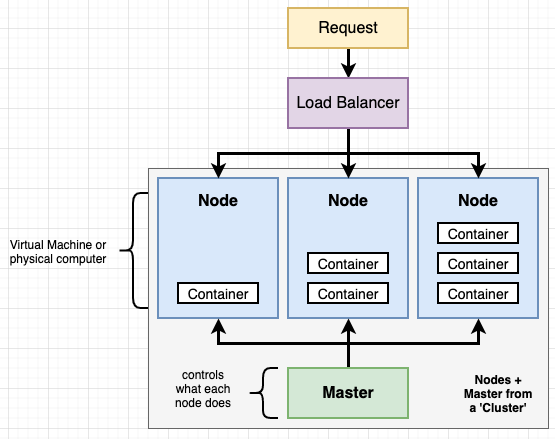 Request
Load Balancer
Node
Node
Node
Container
Container
Container
Container
Container
Container
Virtual Machine or
physical computer
controls
what each
node does
Master
Nodes +
Master from
a 'Cluster'